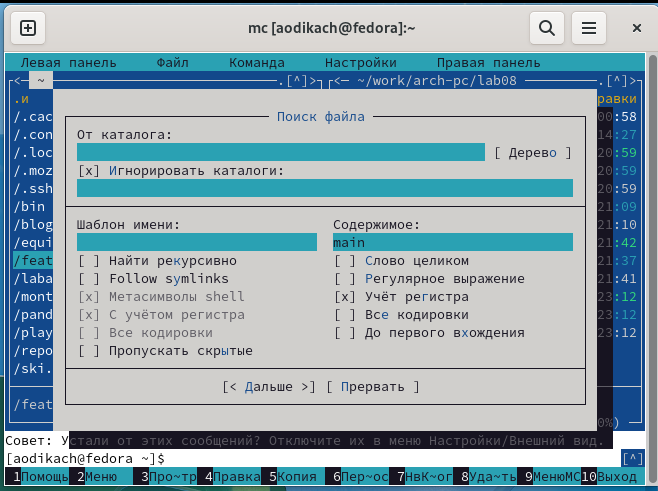 mc [aodikach@fedora]:~
Левая панель Файл Команда Настройки Правая панель
<— ~ .[^]> <— ~/work/arch-pc/lab08 .[^]>
.и равки
/.cac 00:58
/.con 14:27
/.loc 20:59
/.moz 20:59
/.ssh 20:59
/bin 21:09
/blog 21:10
/equi 21:42
/feat 21:37
/laba 21:41
/mont 23:12
/pand 23:12
/play 23:12
/repo
/ski.
/feat 0%)
Поиск файла
От каталога:
[ Дерево ]
[x] Игнорировать каталоги:
Шаблон имени: Содержимое:
main
[ ] Найти рекурсивно [ ] Слово целиком
[ ] Follow symlinks [ ] Регулярное выражение
[x] Метасимволы shell [x] Учёт регистра
[x] С учётом регистра [ ] Все кодировки
[ ] Все кодировки [ ] До первого вхождения
[ ] Пропускать скрытые
[< Дальше >] [ Прервать ]
Совет: Устали от этих сообщений? Отключите их в меню Настройки/Внешний вид.
[aodikach@fedora ~]$ [^]
1Помощь 2Меню 3Про~тр 4Правка 5Копия 6Пер~ос 7НвК~ог 8Уда~ть 9МенюМС 10Выход